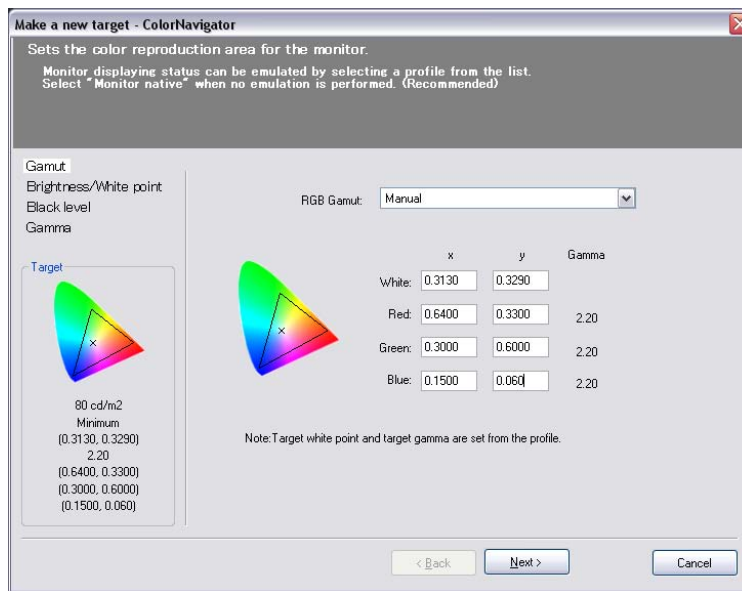 Make a new target - ColorNavigator
Sets the color reproduction area for the monitor.
Monitor displaying status can be emulated by selecting a profile from the list.
Select "Monitor native" when no emulation is performed. (Recommended)
Gamut
Brightness/White point
Black level
Gamma
Target
80 cd/m2
Minimum
(0.3130, 0.3290)
2.20
(0.6400, 0.3300)
(0.3000, 0.6000)
(0.1500, 0.060)
RGB Gamut: Manual
x y Gamma
White: 0.3130 0.3290
Red: 0.6400 0.3300 2.20
Green: 0.3000 0.6000 2.20
Blue: 0.1500 0.060 2.20
Note:Target white point and target gamma are set from the profile.
< Back Next > Cancel